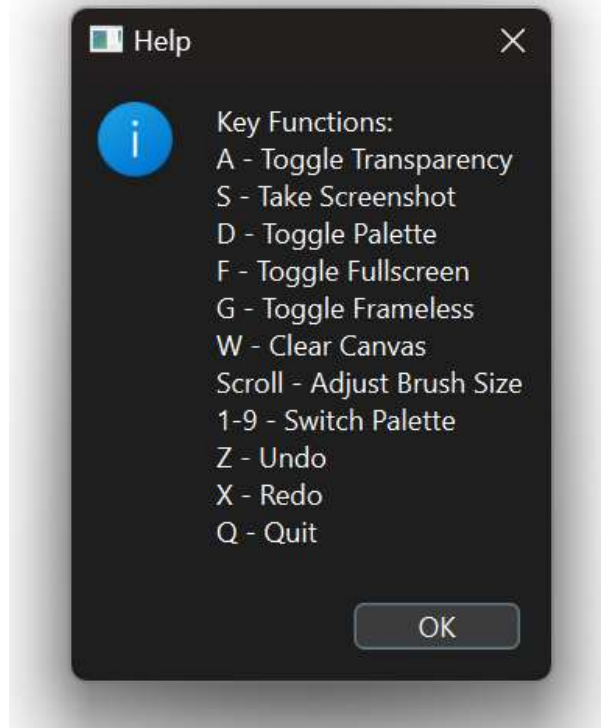 Help
Key Functions:
A - Toggle Transparency
S - Take Screenshot
D - Toggle Palette
F - Toggle Fullscreen
G - Toggle Frameless
W - Clear Canvas
Scroll - Adjust Brush Size
1-9 - Switch Palette
Z - Undo
X - Redo
Q - Quit
OK